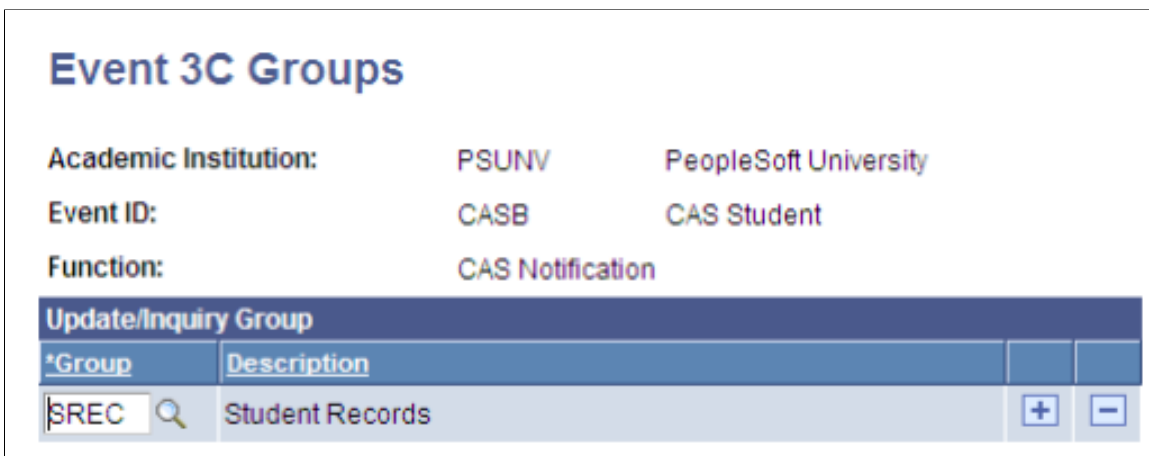 Event 3C Groups
Academic Institution: PSUNV PeopleSoft University
Event ID: CASB CAS Student
Function: CAS Notification
Update/Inquiry Group
*Group Description
SREC Student Records